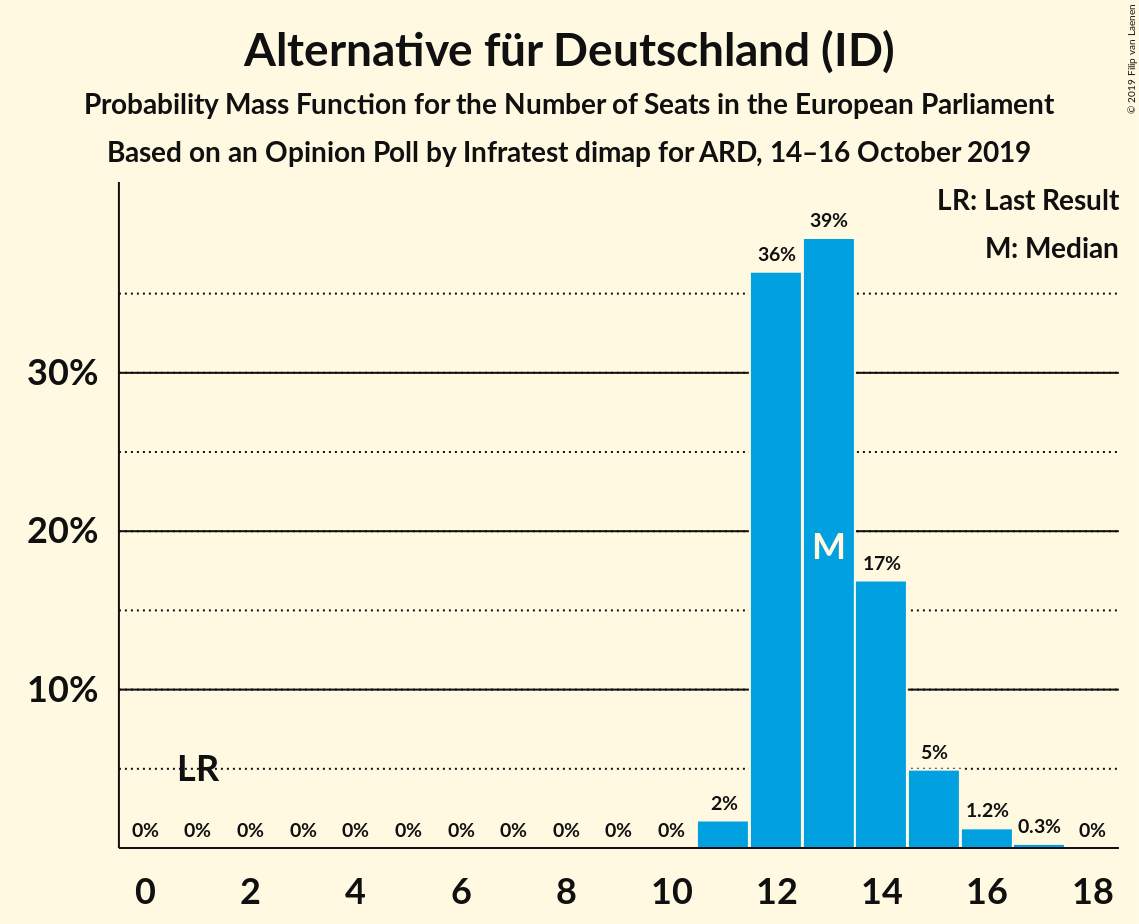 Alternative für Deutschland (ID)
Probability Mass Function for the Number of Seats in the European Parliament
Based on an Opinion Poll by Infratest dimap for ARD, 14–16 October 2019
© 2019 Filip van Laenen
LR: Last Result
M: Median
39%
36%
30%
M
20%
17%
10%
LR
5%
2%
1.2%
0.3%
0% 0% 0% 0% 0% 0% 0% 0% 0% 0% 0% 0%
0 2 4 6 8 10 12 14 16 18